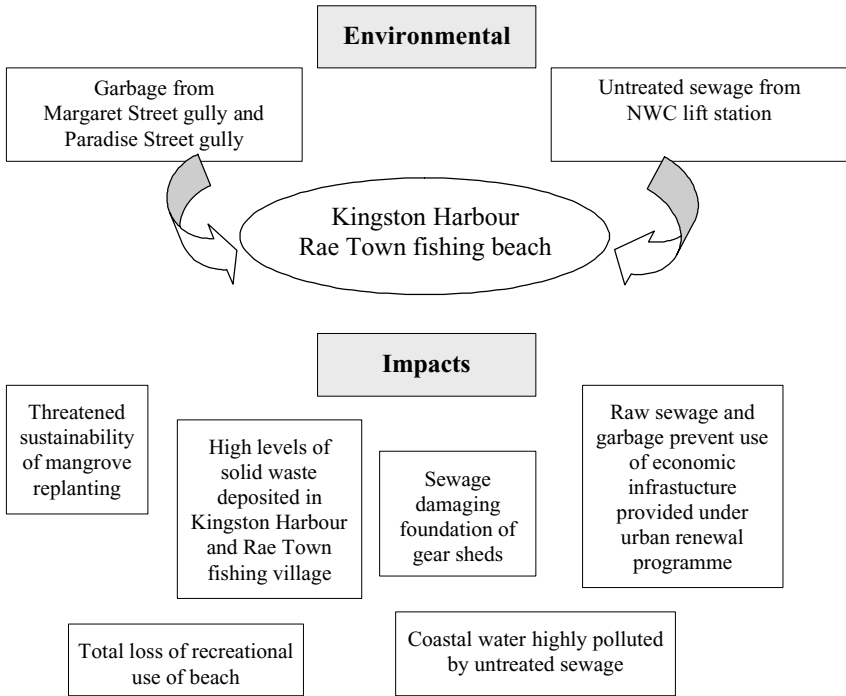 Environmental
Garbage from
Margaret Street gully and
Paradise Street gully
Untreated sewage from
NWC lift station
Kingston Harbour
Rae Town fishing beach
Impacts
Threatened
sustainability
of mangrove
replanting
High levels of
solid waste
deposited in
Kingston Harbour
and Rae Town
fishing village
Sewage
damaging
foundation of
gear sheds
Raw sewage and
garbage prevent use
of economic
infrastucture
provided under
urban renewal
programme
Total loss of recreational
use of beach
Coastal water highly polluted
by untreated sewage